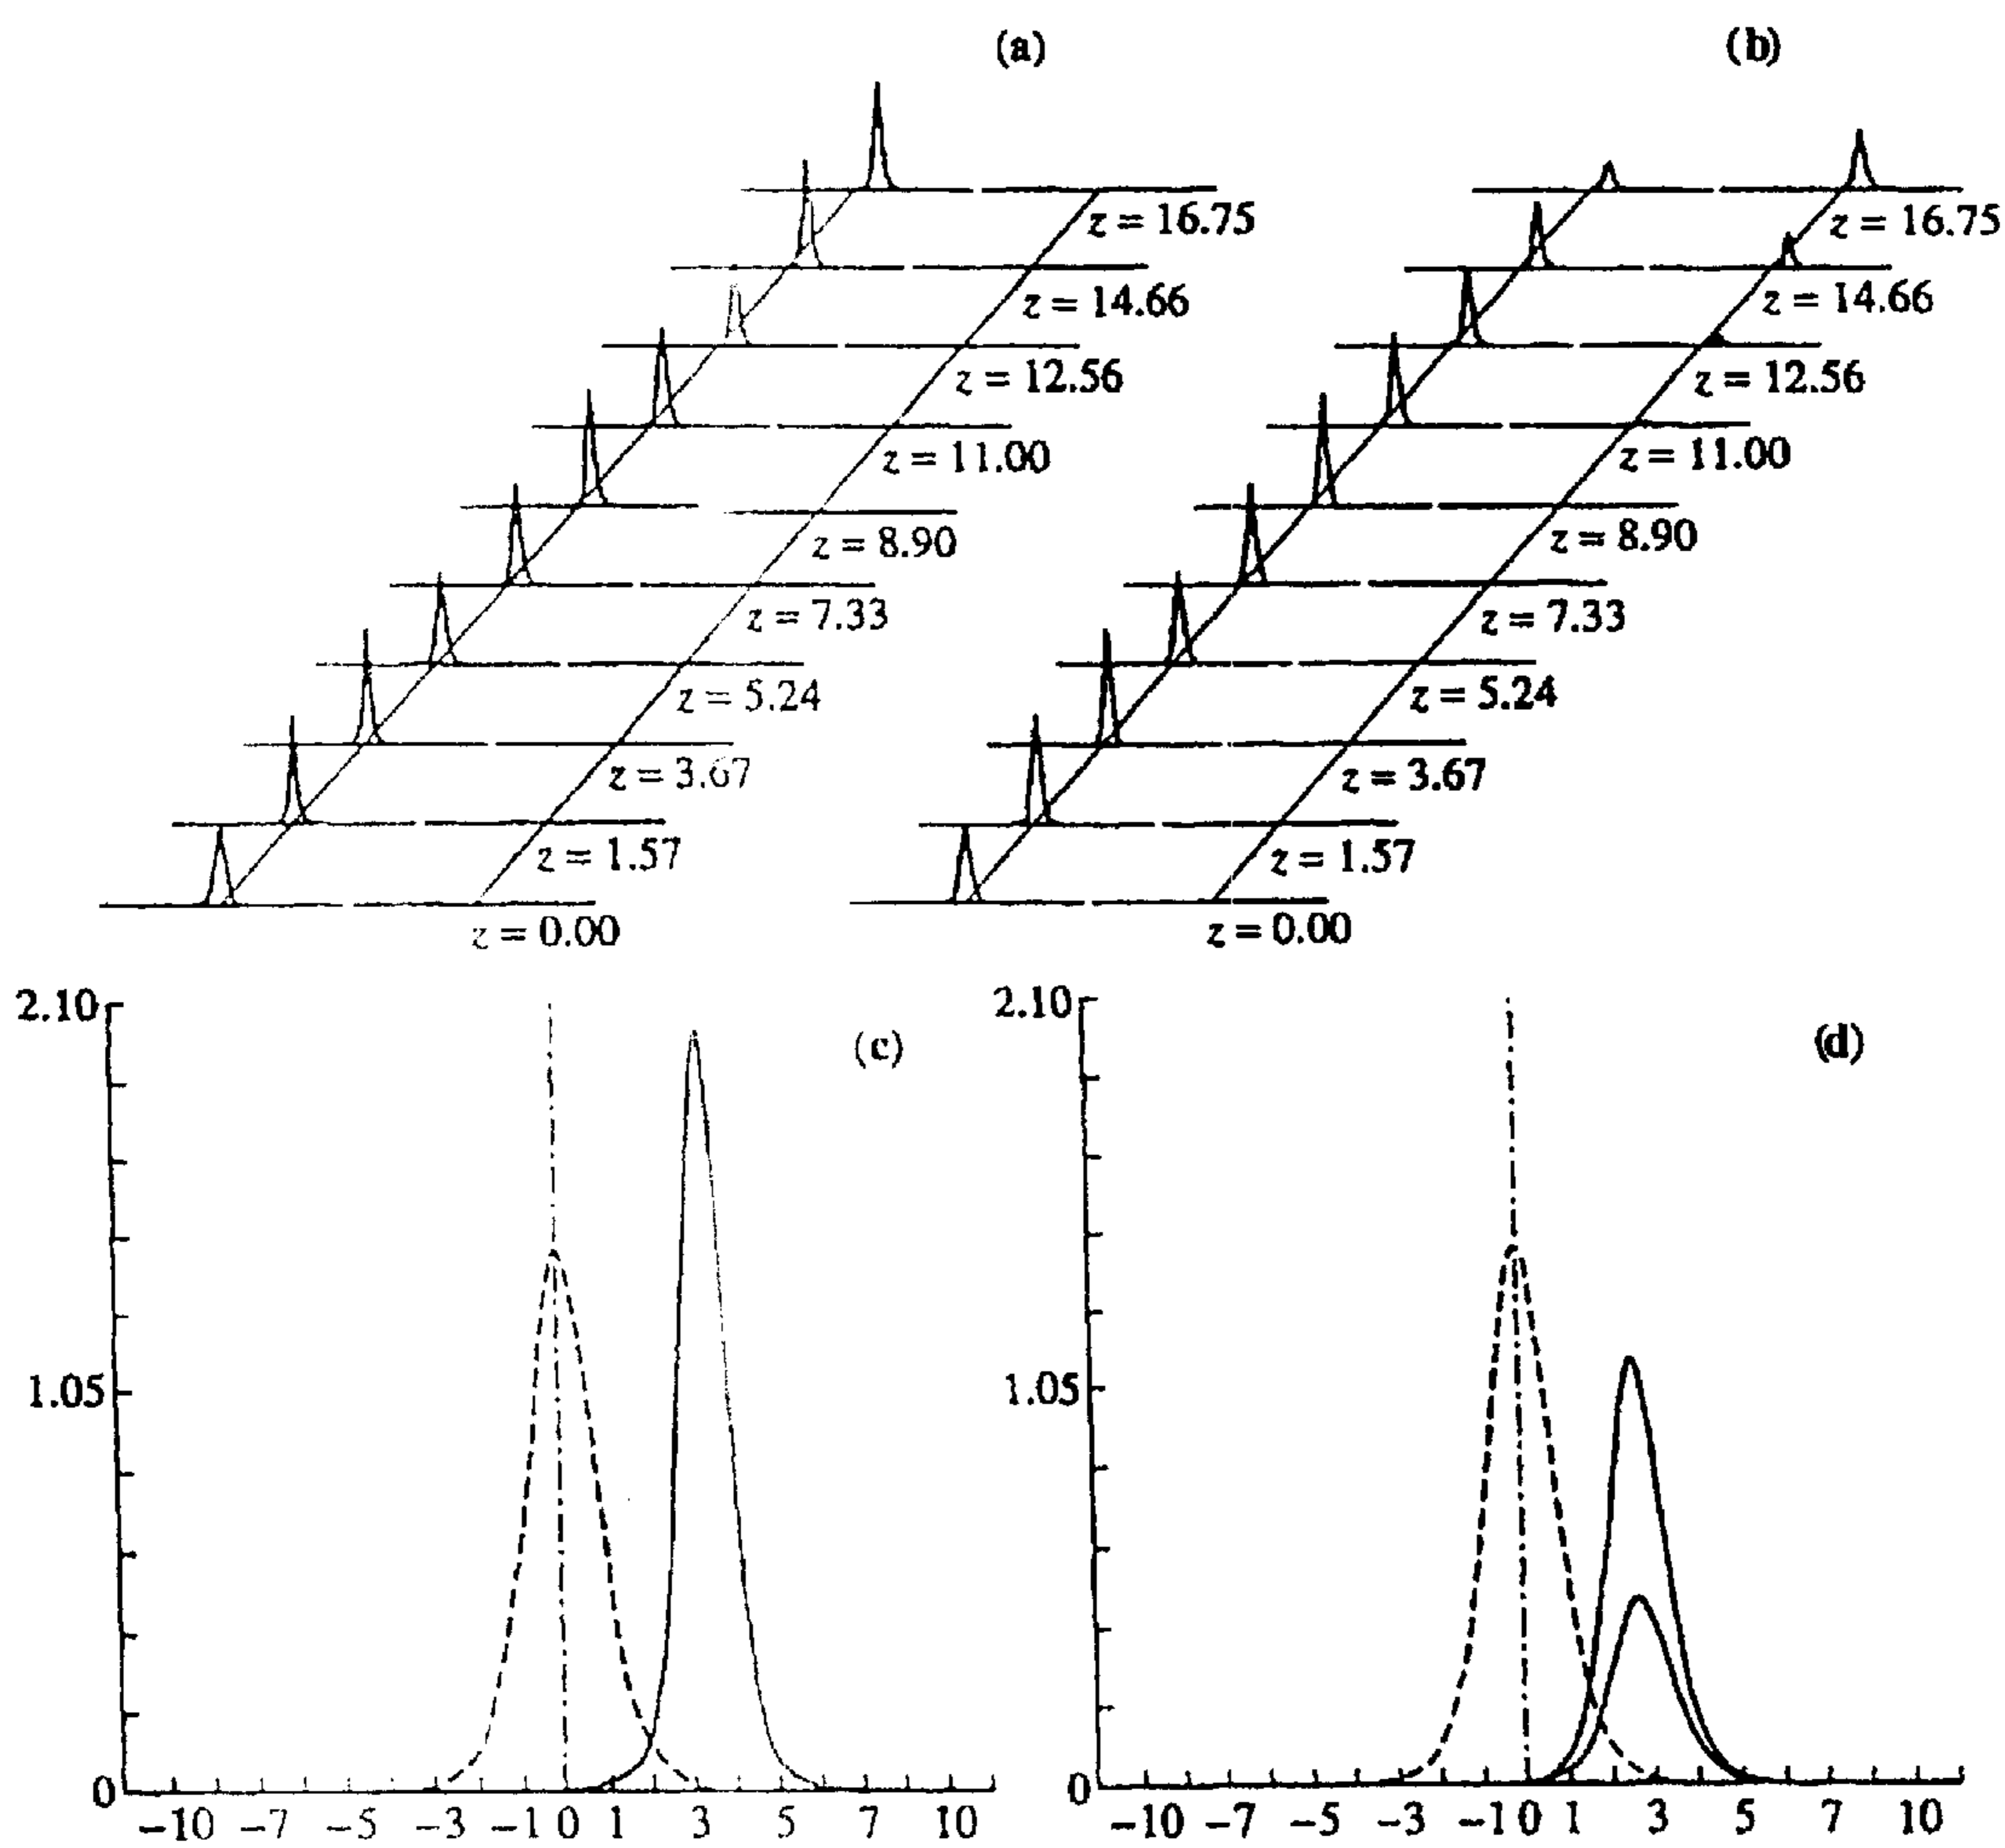 (a) (b)
z = 16.75 z = 16.75
z = 14.66 z = 14.66
z = 12.56 z = 12.56
z = 11.00 z = 11.00
z = 8.90 z = 8.90
z = 7.33 z = 7.33
z = 5.24 z = 5.24
z = 3.67 z = 3.67
z = 1.57 z = 1.57
z = 0.00 z = 0.00
2.10 (c) 2.10 (d)
1.05 1.05
0 0
−10 −7 −5 −3 −1 0 1 3 5 7 10 −10 −7 −5 −3 −1 0 1 3 5 7 10